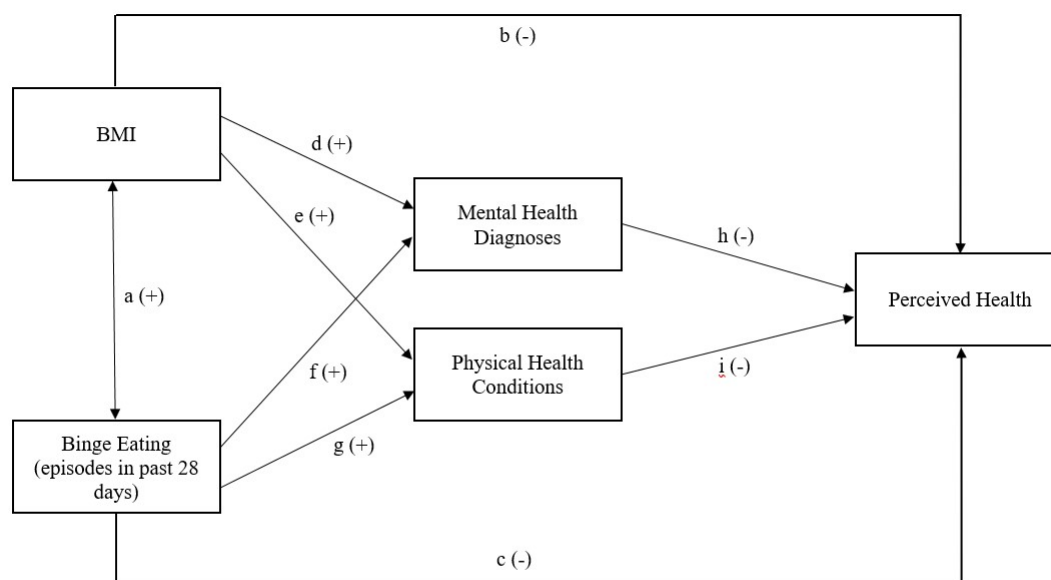 b (-)
BMI
d (+)
e (+)
Mental Health
Diagnoses
h (-)
a (+)
Perceived Health
f (+)
Physical Health
Conditions
i (-)
Binge Eating
(episodes in past 28
days)
g (+)
c (-)